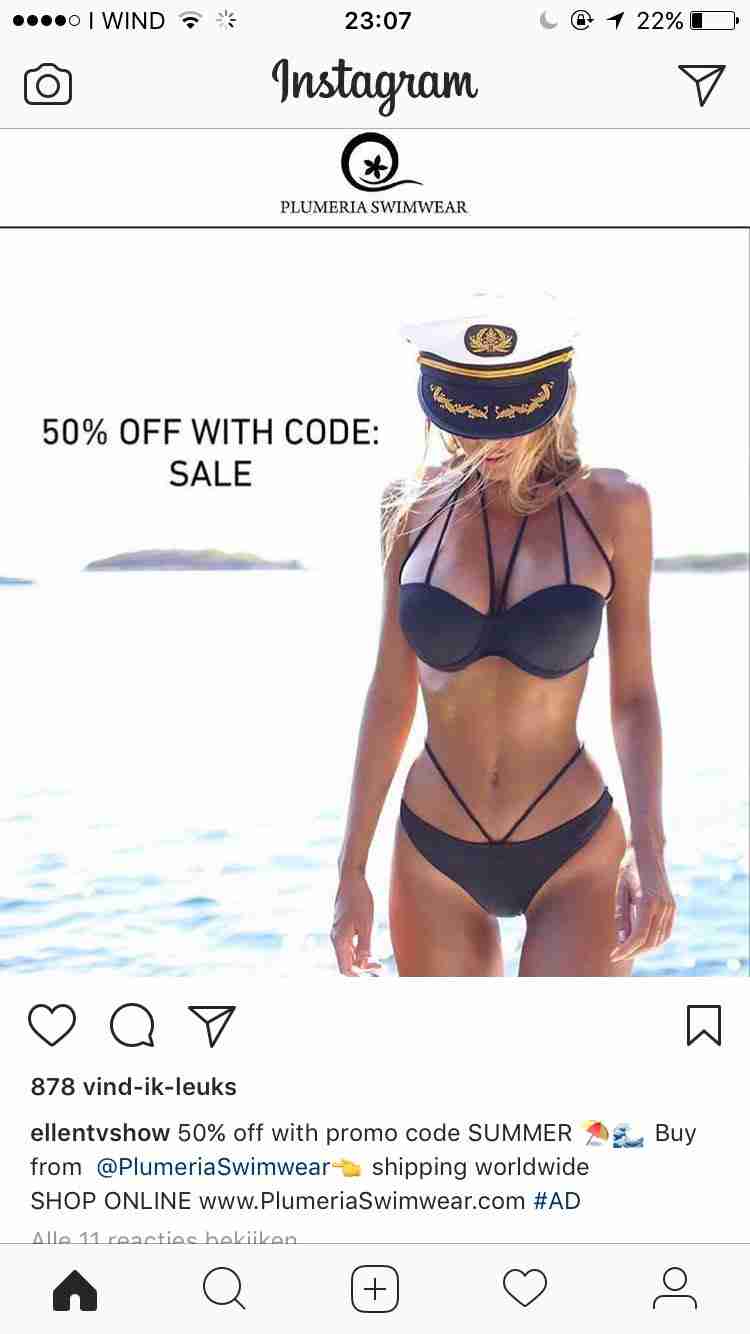 I WIND 23:07 22%
Instagram
PLUMERIA SWIMWEAR
50% OFF WITH CODE:
SALE
878 vind-ik-leuks
ellentvshow 50% off with promo code SUMMER 🏖️🌊 Buy
from @PlumeriaSwimwear👈 shipping worldwide
SHOP ONLINE www.PlumeriaSwimwear.com #AD
Alle 11 reacties bekijken